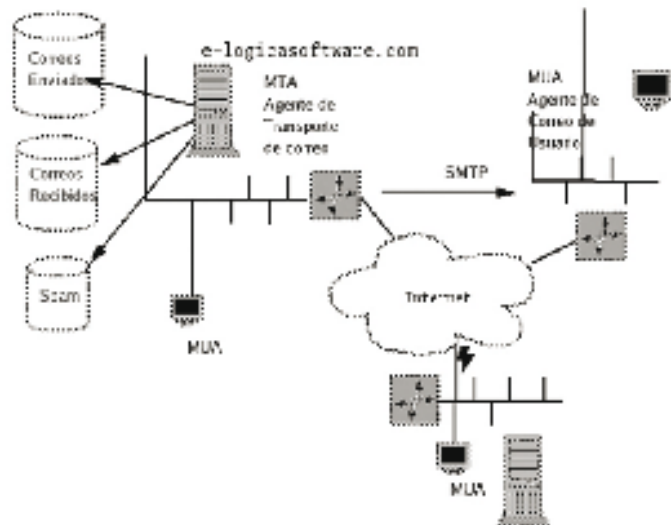 e-logicasoftware.com
Correos
Enviados
MTA
Agente de
Transporte
de correo
MUA
Agente de
Correo de
Usuario
Correos
Recibidos
SMTP
Spam
Internet
MUA
MUA